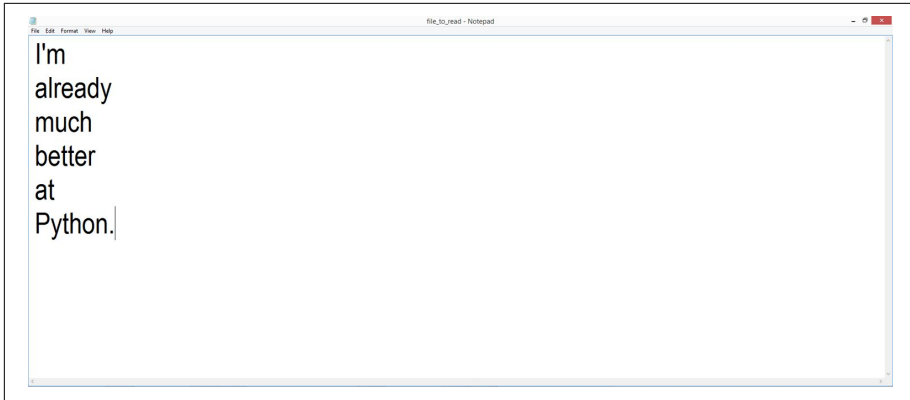 file_to_read - Notepad
File Edit Format View Help
I'm
already
much
better
at
Python.